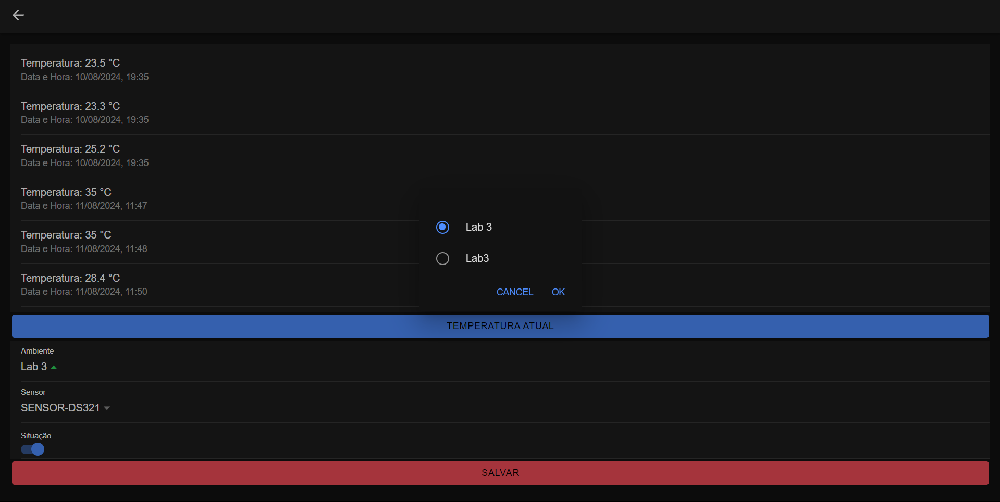 Temperatura: 23.5 °C
Data e Hora: 10/08/2024, 19:35
Temperatura: 23.3 °C
Data e Hora: 10/08/2024, 19:35
Temperatura: 25.2 °C
Data e Hora: 10/08/2024, 19:35
Temperatura: 35 °C
Data e Hora: 11/08/2024, 11:47
Temperatura: 35 °C
Data e Hora: 11/08/2024, 11:48
Temperatura: 28.4 °C
Data e Hora: 11/08/2024, 11:50
Lab 3
Lab3
CANCEL OK
TEMPERATURA ATUAL
Ambiente
Lab 3
Sensor
SENSOR-DS321
Situação
SALVAR